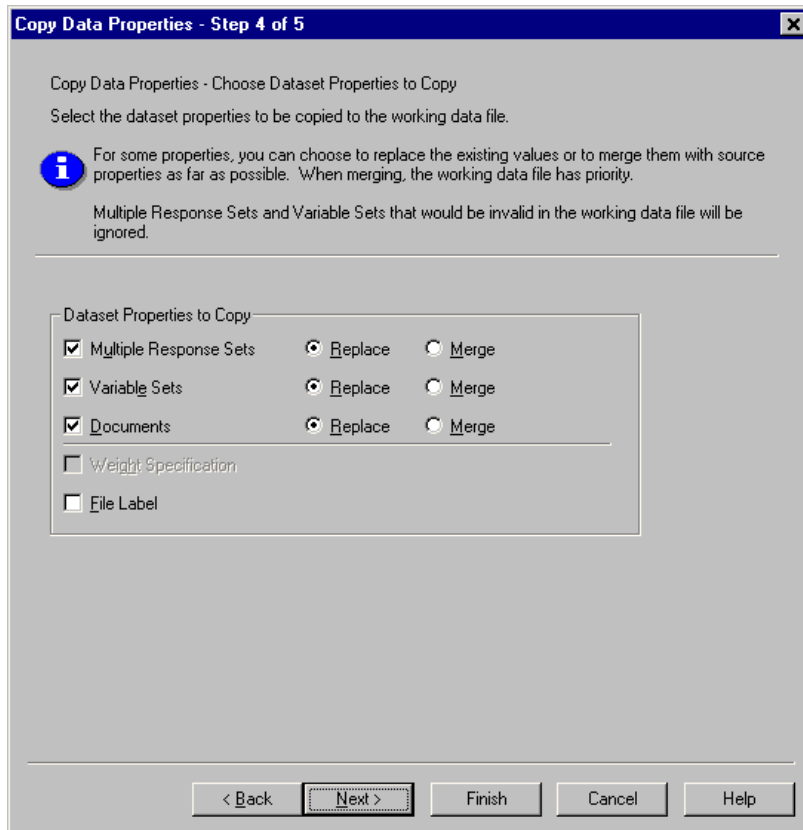 Copy Data Properties - Step 4 of 5
Copy Data Properties - Choose Dataset Properties to Copy
Select the dataset properties to be copied to the working data file.
For some properties, you can choose to replace the existing values or to merge them with source
properties as far as possible. When merging, the working data file has priority.
Multiple Response Sets and Variable Sets that would be invalid in the working data file will be
ignored.
Dataset Properties to Copy
Multiple Response Sets Replace Merge
Variable Sets Replace Merge
Documents Replace Merge
Weight Specification
File Label
< Back Next > Finish Cancel Help